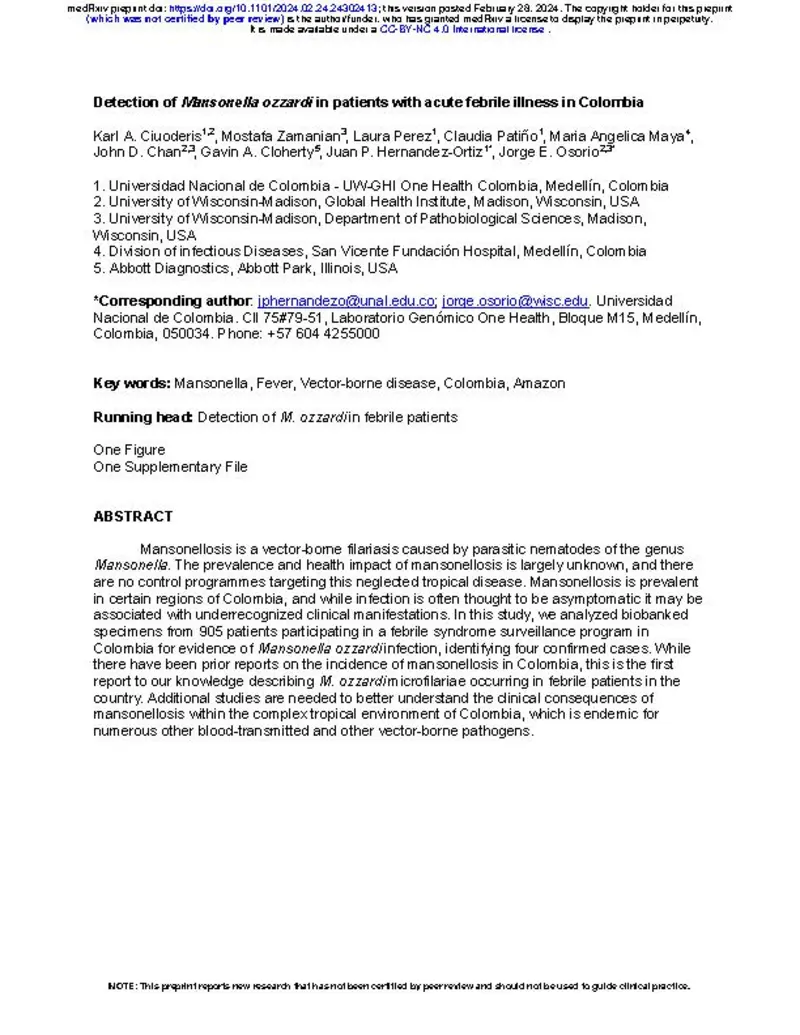 medRxiv preprint doi: https://doi.org/10.1101/2024.02.24.24302413; this version posted February 28, 2024. The copyright holder for this preprint
(which was not certified by peer review) is the author/funder, who has granted medRxiv a license to display the preprint in perpetuity.
It is made available under a CC-BY-NC 4.0 International license .
Detection of Mansonella ozzardi in patients with acute febrile illness in Colombia
Karl A. Ciuoderis1,2, Mostafa Zamanian3, Laura Perez1, Claudia Patiño1, Maria Angelica Maya4,
John D. Chan2,3, Gavin A. Cloherty5, Juan P. Hernandez-Ortiz1*, Jorge E. Osorio2,3*
1. Universidad Nacional de Colombia - UW-GHI One Health Colombia, Medellín, Colombia
2. University of Wisconsin-Madison, Global Health Institute, Madison, Wisconsin, USA
3. University of Wisconsin-Madison, Department of Pathobiological Sciences, Madison,
Wisconsin, USA
4. Division of infectious Diseases, San Vicente Fundación Hospital, Medellín, Colombia
5. Abbott Diagnostics, Abbott Park, Illinois, USA
*Corresponding author: jphernandezo@unal.edu.co; jorge.osorio@wisc.edu. Universidad
Nacional de Colombia. Cll 75#79-51, Laboratorio Genómico One Health, Bloque M15, Medellín,
Colombia, 050034. Phone: +57 604 4255000
Key words: Mansonella, Fever, Vector-borne disease, Colombia, Amazon
Running head: Detection of M. ozzardi in febrile patients
One Figure
One Supplementary File
ABSTRACT
Mansonellosis is a vector-borne filariasis caused by parasitic nematodes of the genus
Mansonella. The prevalence and health impact of mansonellosis is largely unknown, and there
are no control programmes targeting this neglected tropical disease. Mansonellosis is prevalent
in certain regions of Colombia, and while infection is often thought to be asymptomatic it may be
associated with underrecognized clinical manifestations. In this study, we analyzed biobanked
specimens from 905 patients participating in a febrile syndrome surveillance program in
Colombia for evidence of Mansonella ozzardi infection, identifying four confirmed cases. While
there have been prior reports on the incidence of mansonellosis in Colombia, this is the first
report to our knowledge describing M. ozzardi microfilariae occurring in febrile patients in the
country. Additional studies are needed to better understand the clinical consequences of
mansonellosis within the complex tropical environment of Colombia, which is endemic for
numerous other blood-transmitted and other vector-borne pathogens.
NOTE: This preprint reports new research that has not been certified by peer review and should not be used to guide clinical practice.